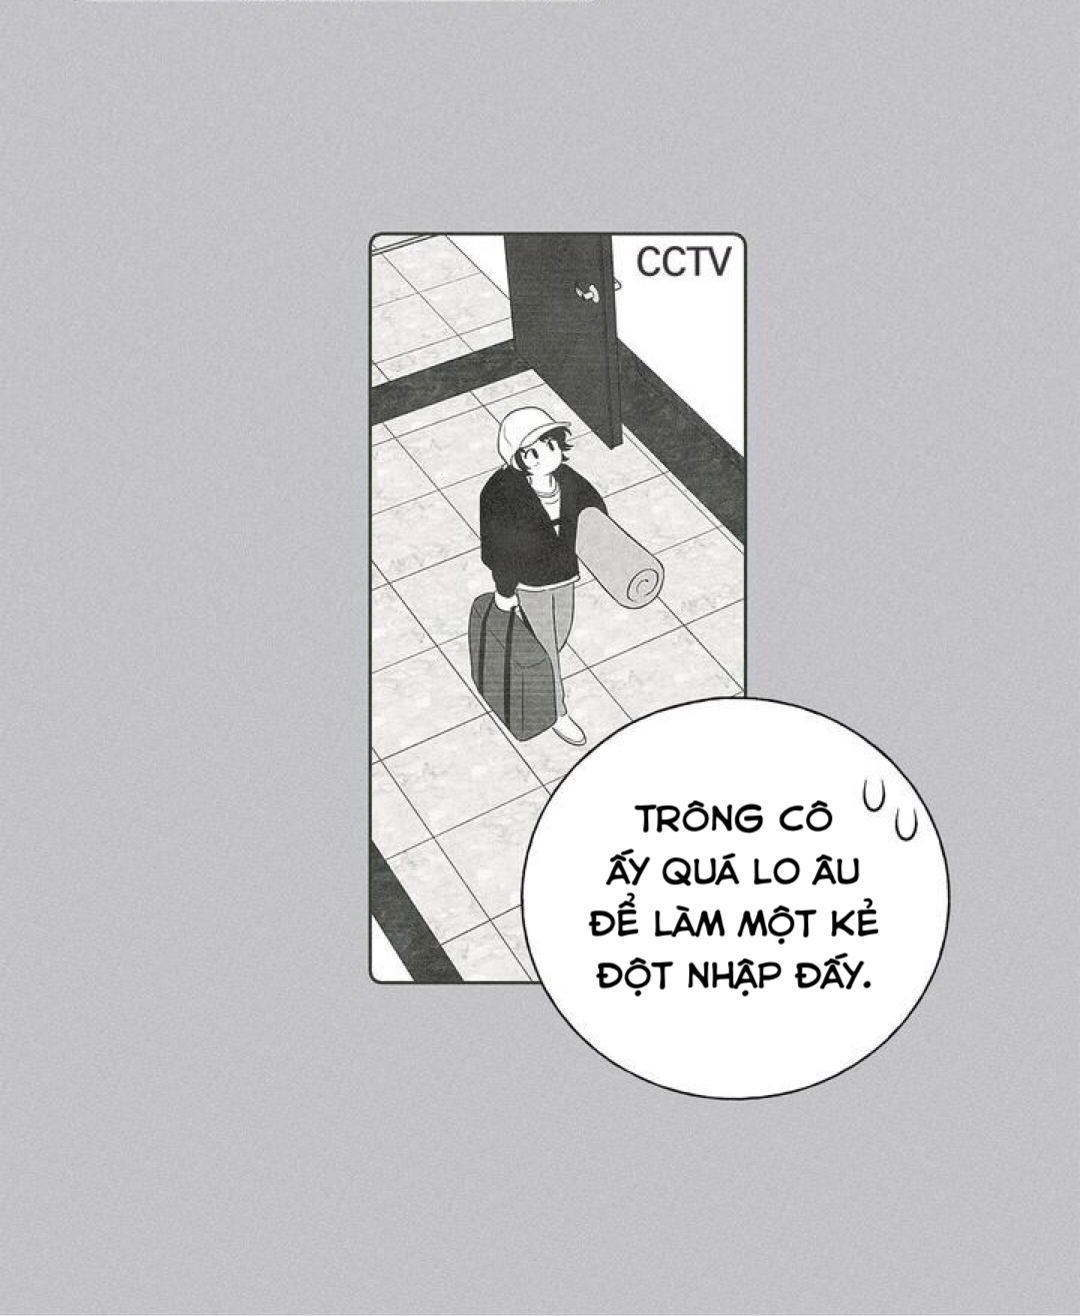 CCTV
TRÔNG CÔ
ẤY QUÁ LO ÂU
ĐỂ LÀM MỘT KẺ
ĐỘT NHẬP ĐẤY.